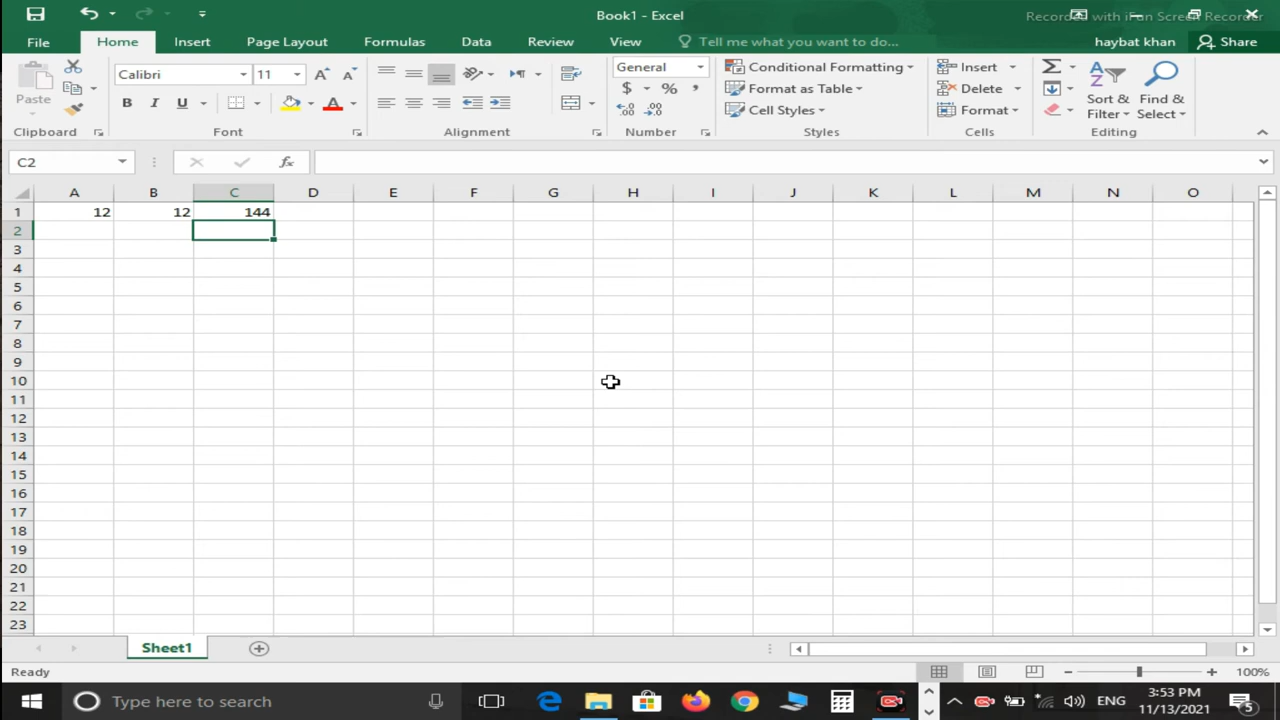 Book1 - Excel
Recorded with iFun Screen Recorder
File Home Insert Page Layout Formulas Data Review View Tell me what you want to do... haybat khan Share
Paste
Calibri 11
B I U A
General
$ % ,
Conditional Formatting
Format as Table
Cell Styles
Insert
Delete
Format
Sort & Filter
Find & Select
Clipboard Font Alignment Number Styles Cells Editing
C2 fx
A B C D E F G H I J K L M N O
1 12 12 144
2
3
4
5
6
7
8
9
10
11
12
13
14
15
16
17
18
19
20
21
22
23
Sheet1
Ready 100%
Type here to search ENG 3:53 PM
11/13/2021 5